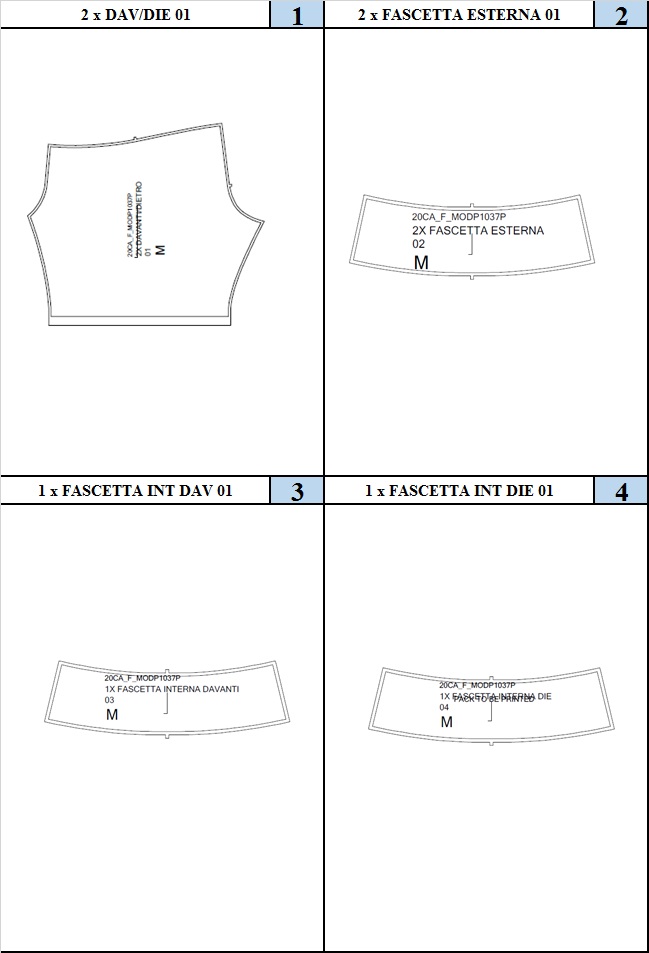 2 x DAV/DIE 01
1
2 x FASCETTA ESTERNA 01
2
20CA_F_MODP1037P
2X DAVANTI/DIETRO
01
M
20CA_F_MODP1037P
2X FASCETTA ESTERNA
02
M
1 x FASCETTA INT DAV 01
3
1 x FASCETTA INT DIE 01
4
20CA_F_MODP1037P
1X FASCETTA INTERNA DAVANTI
03
M
20CA_F_MODP1037P
1X FASCETTA INTERNA DIE
PACK TO BE PRINTED
04
M